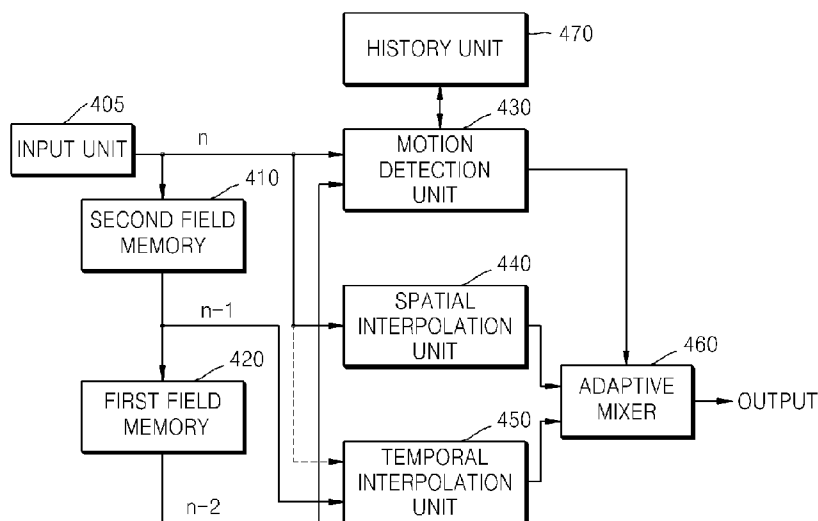 HISTORY UNIT
470
405
INPUT UNIT
n
430
MOTION
DETECTION
UNIT
410
SECOND FIELD
MEMORY
440
SPATIAL
INTERPOLATION
UNIT
n-1
420
FIRST FIELD
MEMORY
460
ADAPTIVE
MIXER
OUTPUT
450
TEMPORAL
INTERPOLATION
UNIT
n-2